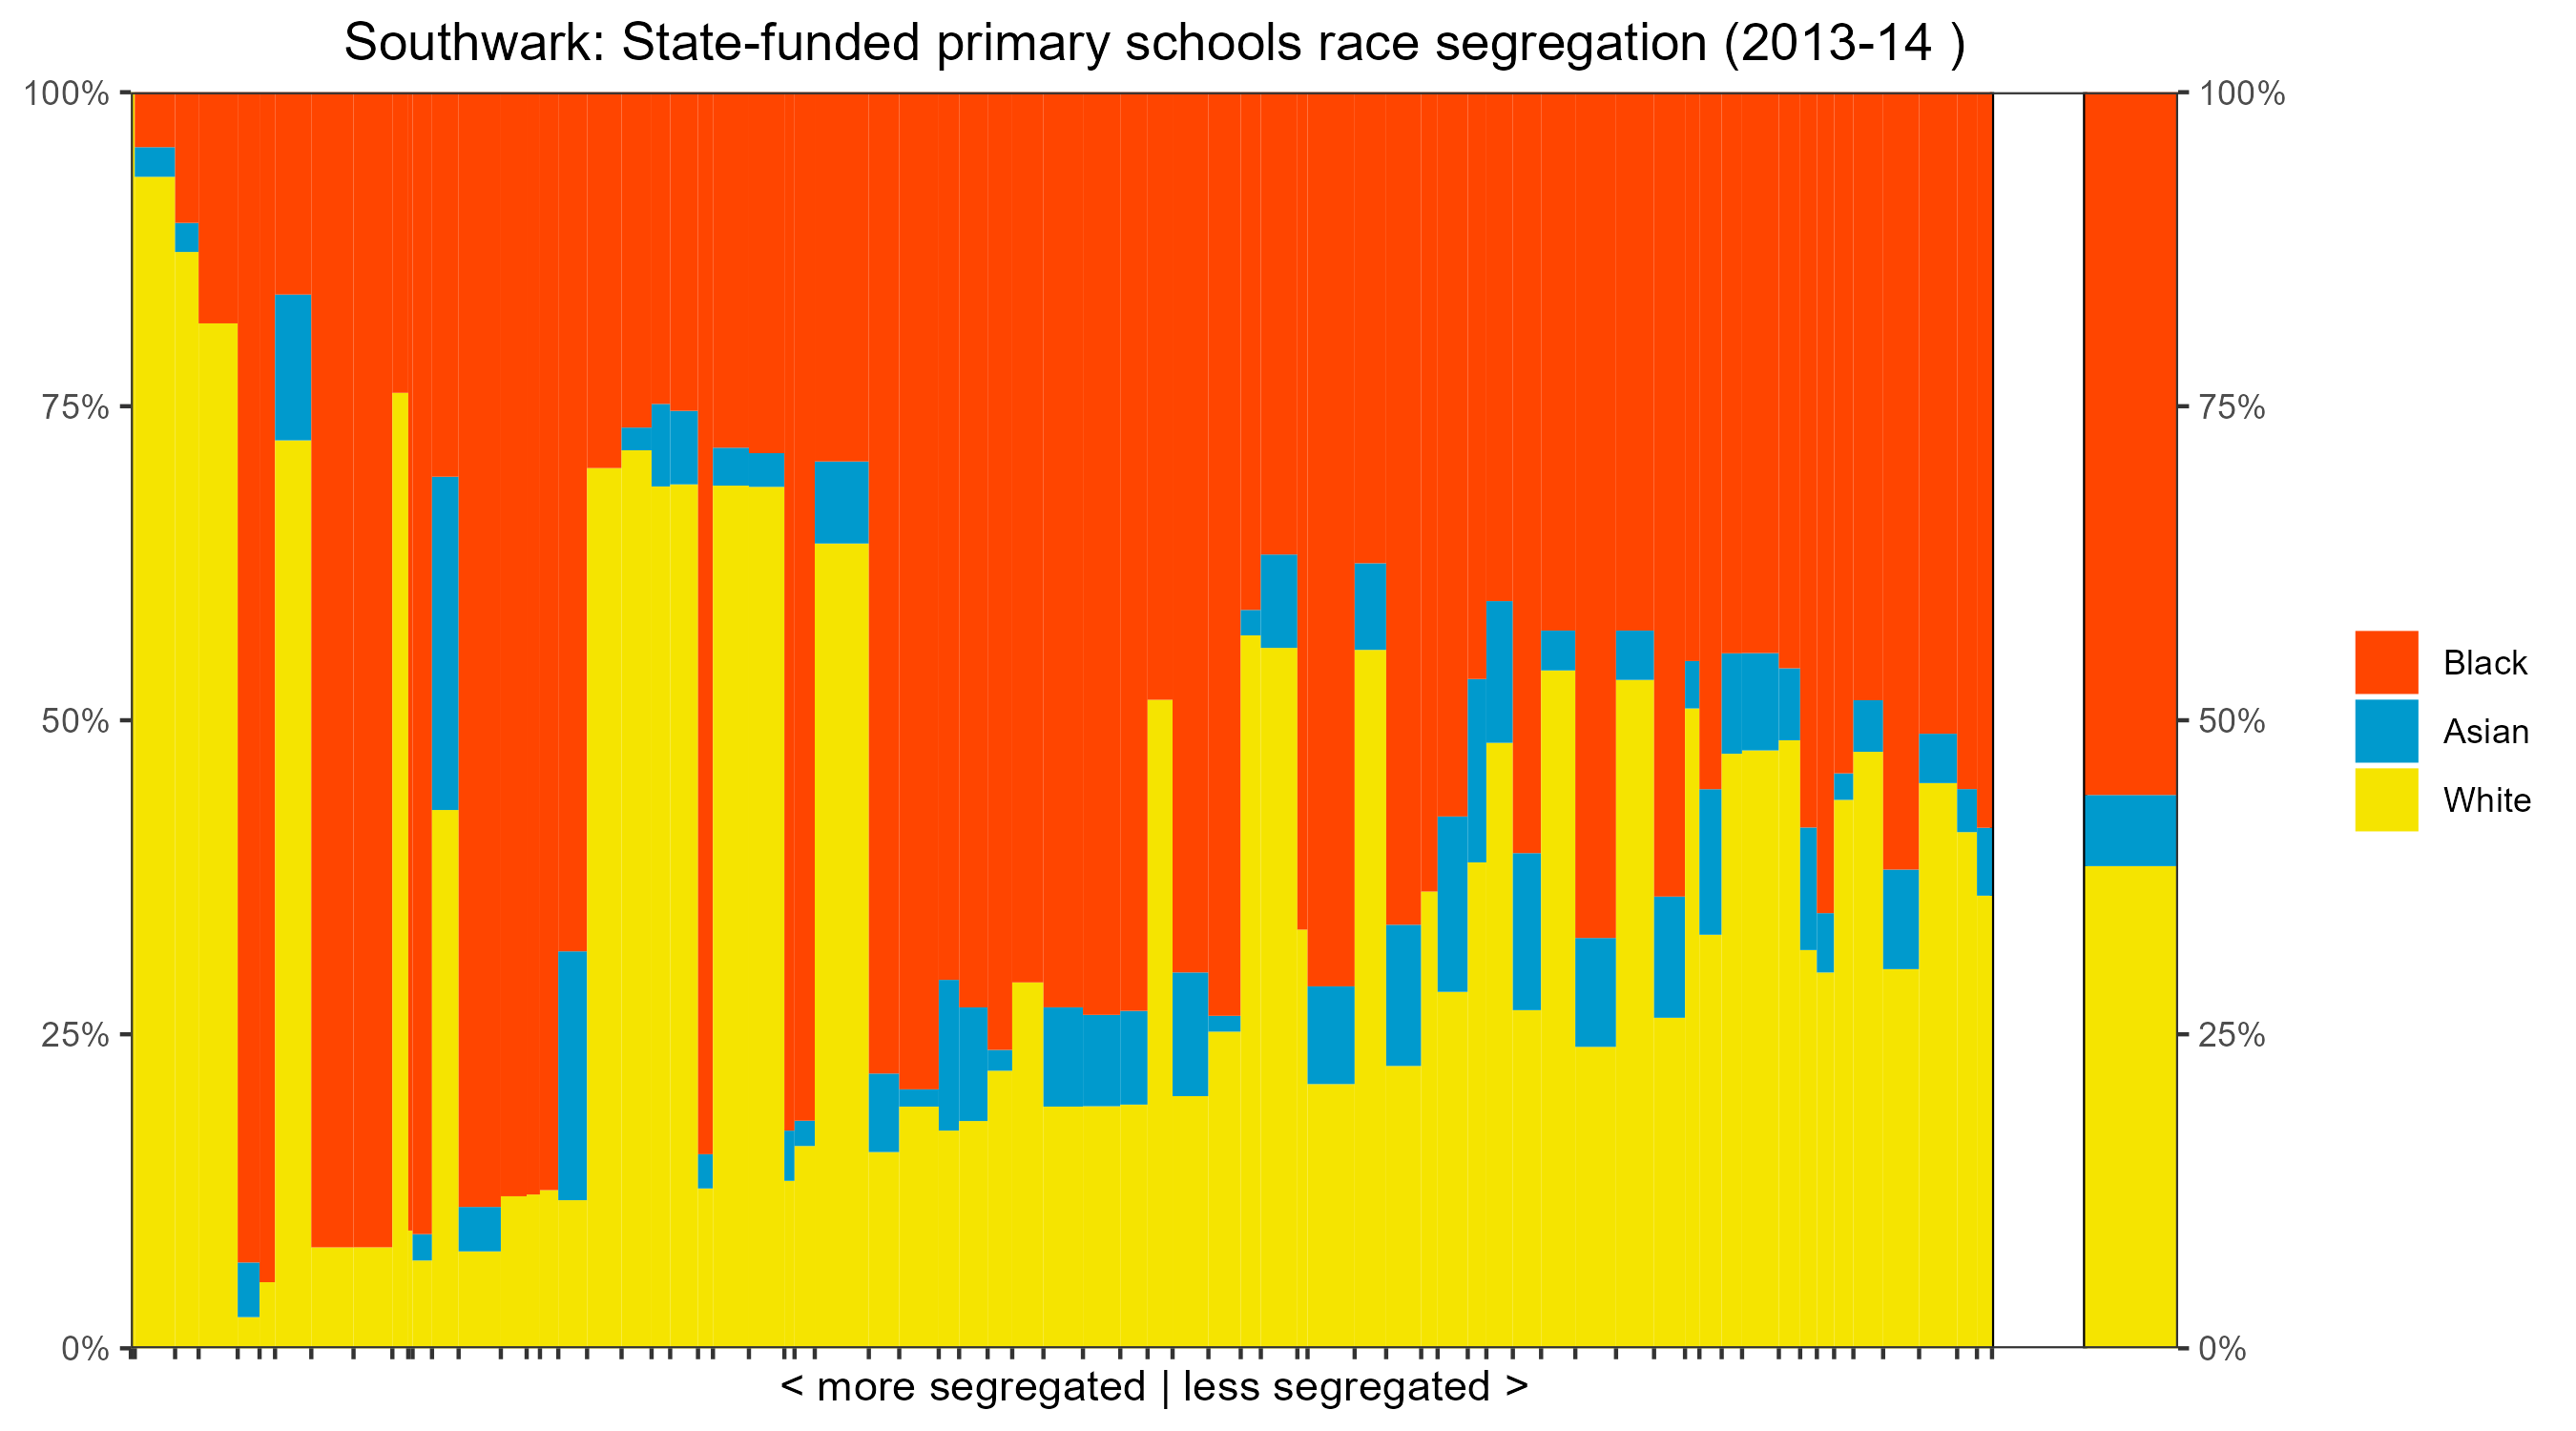 Southwark: State-funded primary schools race segregation (2013-14 )
100%
75%
50%
25%
0%
100%
75%
50%
25%
0%
Black
Asian
White
< more segregated | less segregated >